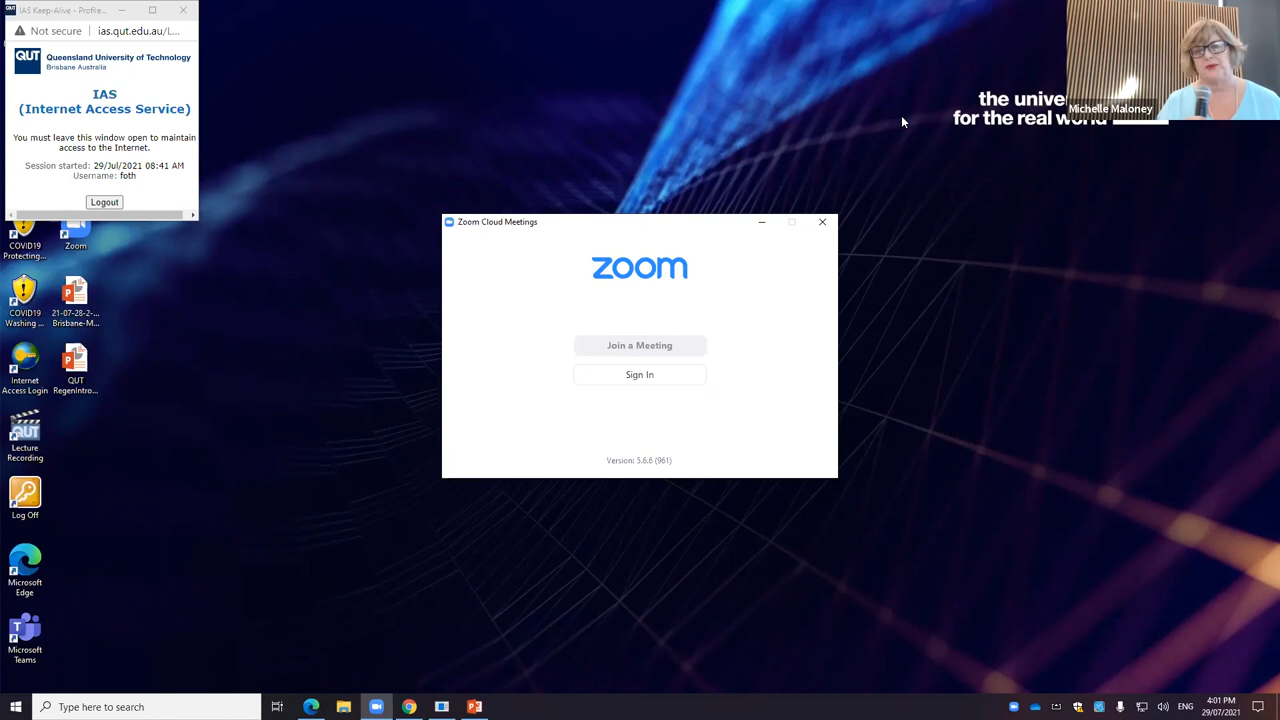 IAS Keep-Alive - Profile...
Not secure
ias.qut.edu.au/L...
QUT
Queensland University of Technology
Brisbane Australia
IAS
(Internet Access Service)
You must leave this window open to maintain
access to the Internet.
Session started: 29/Jul/2021 08:41 AM
Username: foth
Logout
COVID19
Protecting...
Zoom
COVID19
Washing ...
21-07-28-2-...
Brisbane-M...
Internet
Access Login
QUT
RegenIntro...
QUT
Lecture
Recording
Log Off
Microsoft
Edge
Microsoft
Teams
Zoom Cloud Meetings
zoom
Join a Meeting
Sign In
Version: 5.6.6 (961)
the unive
for the real world
Michelle Maloney
Type here to search
ENG
4:01 PM
29/07/2021